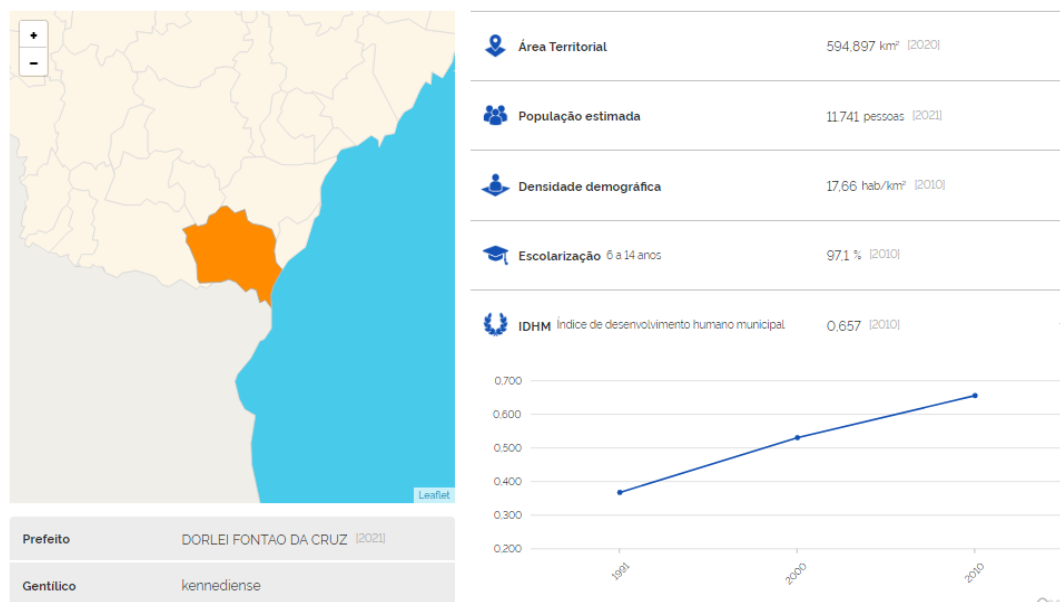 +
−
Leaflet
Prefeito DORLEI FONTAO DA CRUZ [2021]
Gentílico kennediense
Área Territorial 594,897 km² [2020]
População estimada 11.741 pessoas [2021]
Densidade demográfica 17,66 hab/km² [2010]
Escolarização 6 a 14 anos 97,1 % [2010]
IDHM Índice de desenvolvimento humano municipal 0,657 [2010]
0,700
0,600
0,500
0,400
0,300
0,200
1991
2000
2010